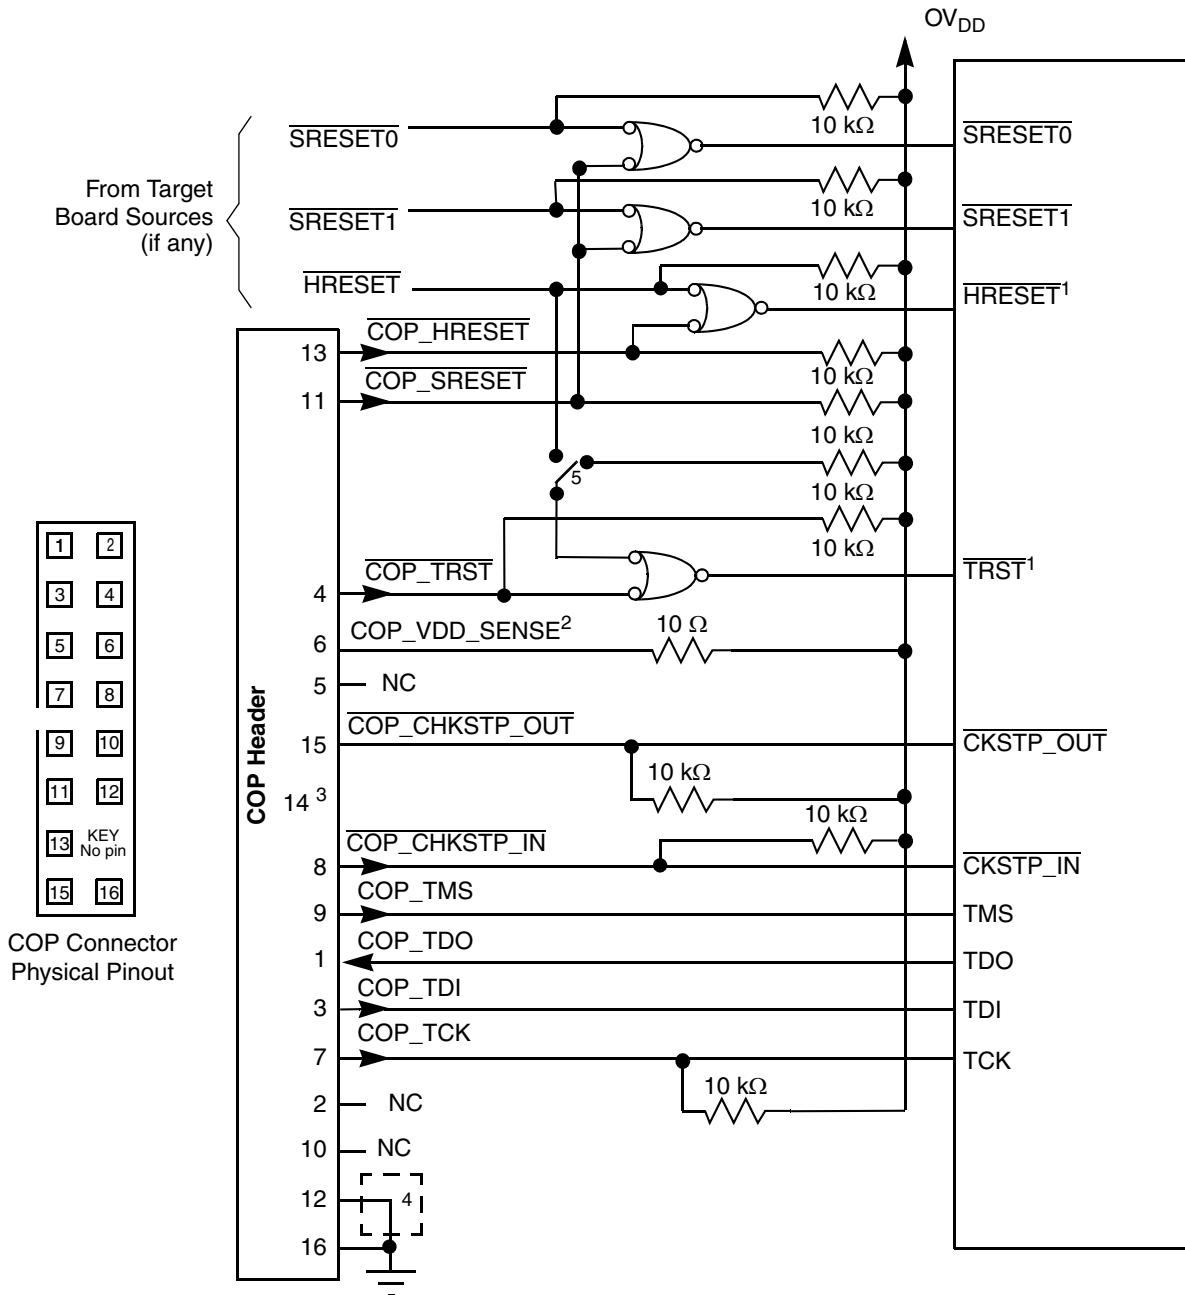 OV_DD
SRESET0
10 kΩ
SRESET0
From Target
Board Sources
(if any)
SRESET1
10 kΩ
SRESET1
HRESET
10 kΩ
HRESET¹
13
COP_HRESET
10 kΩ
11
COP_SRESET
10 kΩ
5
10 kΩ
10 kΩ
4
COP_TRST
TRST¹
6
COP_VDD_SENSE²
10 Ω
5
NC
15
COP_CHKSTP_OUT
CKSTP_OUT
10 kΩ
14 ³
10 kΩ
8
COP_CHKSTP_IN
CKSTP_IN
9
COP_TMS
TMS
1
COP_TDO
TDO
3
COP_TDI
TDI
7
COP_TCK
TCK
10 kΩ
2
NC
10
NC
12
4
16
COP Header
1 2
3 4
5 6
7 8
9 10
11 12
13 KEY
No pin
15 16
COP Connector
Physical Pinout